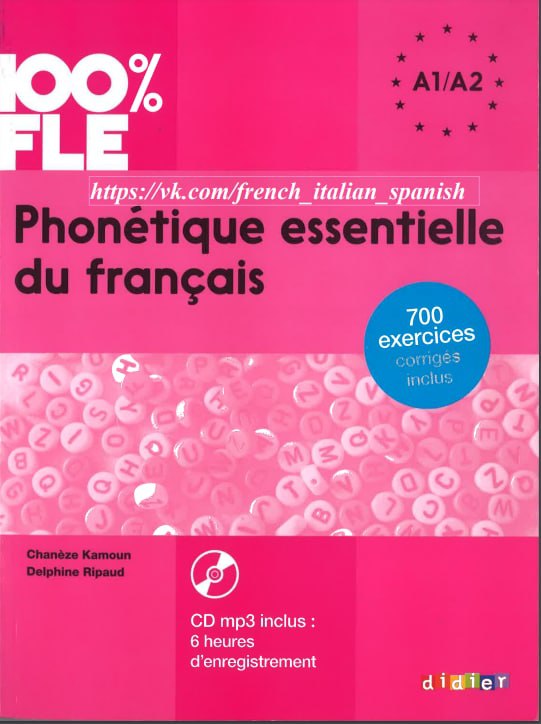 100%
FLE
A1/A2
https://vk.com/french_italian_spanish
Phonétique essentielle
du français
700
exercices
corrigés
inclus
Chanèze Kamoun
Delphine Ripaud
CD mp3 inclus :
6 heures
d'enregistrement
didier